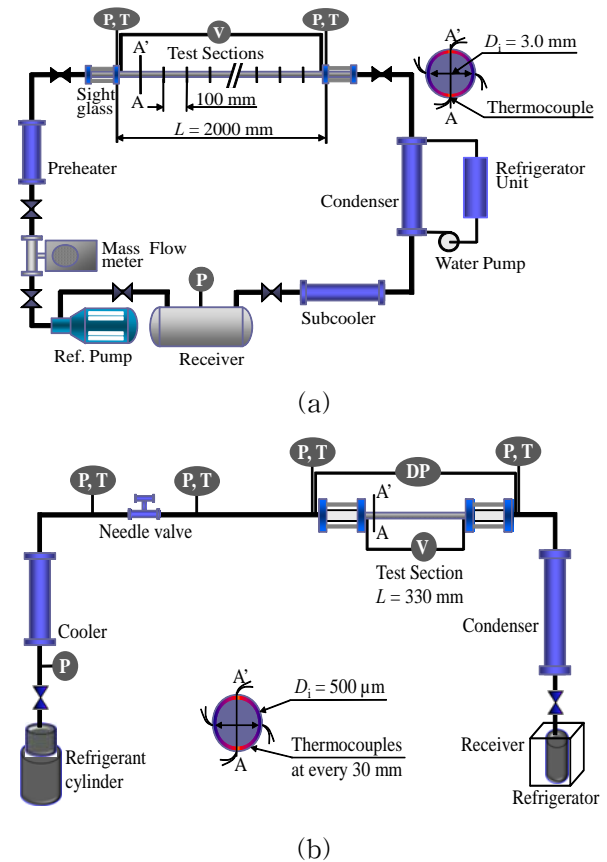 P, T
V
P, T
A'
Test Sections
A
Sight
glass
100 mm
L = 2000 mm
A'
Di = 3.0 mm
A
Thermocouple
Preheater
Condenser
Refrigerator
Unit
Water Pump
Mass Flow
meter
P
Subcooler
Ref. Pump
Receiver
(a)
P, T
P, T
P, T
DP
P, T
Needle valve
A'
A
V
Test Section
L = 330 mm
Cooler
P
Condenser
A'
Di = 500 µm
A
Thermocouples
at every 30 mm
Refrigerant
cylinder
Receiver
Refrigerator
(b)